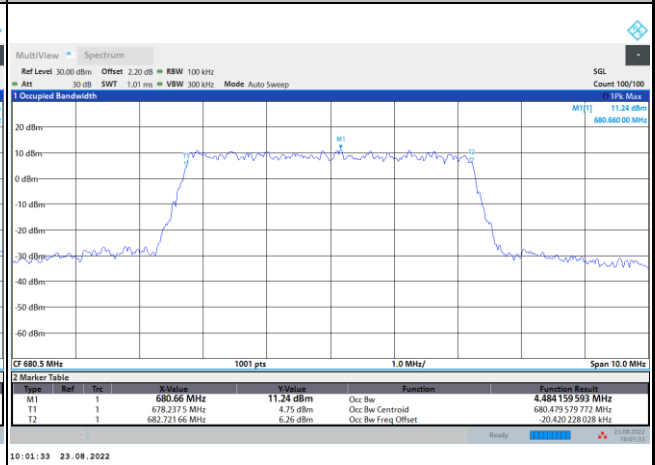 MultiView Spectrum
Ref Level 30.00 dBm Offset 2.20 dB RBW 100 kHz SGL
Att 30 dB SWT 1.01 ms VBW 300 kHz Mode Auto Sweep Count 100/100
1 Occupied Bandwidth 1Pk Max
M1[1] 11.24 dBm
680.660 00 MHz
20 dBm
M1
10 dBm
T1
T2
0 dBm
-10 dBm
-20 dBm
-30 dBm
-40 dBm
-50 dBm
-60 dBm
CF 680.5 MHz 1001 pts 1.0 MHz/ Span 10.0 MHz
2 Marker Table
Type Ref Trc X-Value Y-Value Function Function Result
M1 1 680.66 MHz 11.24 dBm Occ Bw 4.484 159 593 MHz
T1 1 678.237 5 MHz 4.75 dBm Occ Bw Centroid 680.479 579 772 MHz
T2 1 682.721 66 MHz 6.26 dBm Occ Bw Freq Offset -20.420 228 028 kHz
Ready 23.08.2022
10:01:33
10:01:33 23.08.2022